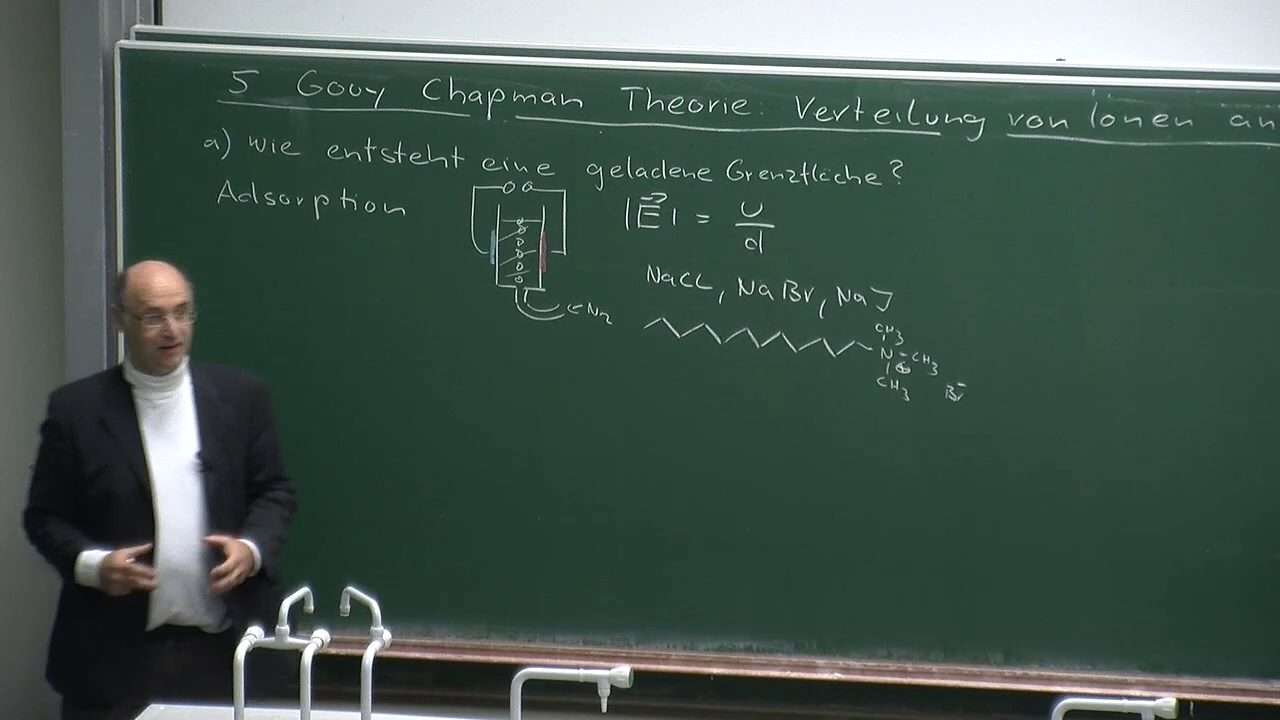 5 Gouy Chapman Theorie: Verteilung von Ionen an
a) wie entsteht eine geladene Grenzfläche?
Adsorption
|E⃗| = U/d
← N2
NaCl, NaBr, NaJ
CH3
N - CH3
⊕
CH3
Br-